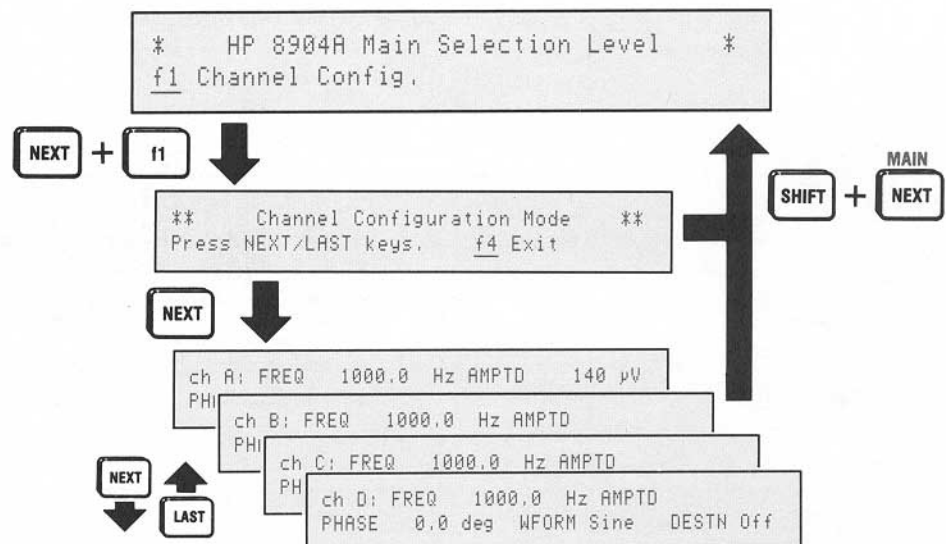 * HP 8904A Main Selection Level *
f1 Channel Config.
NEXT + f1
MAIN
SHIFT + NEXT
** Channel Configuration Mode **
Press NEXT/LAST keys. f4 Exit
NEXT
ch A: FREQ 1000.0 Hz AMPTD 140 µV
ch B: FREQ 1000.0 Hz AMPTD
ch C: FREQ 1000.0 Hz AMPTD
PH
ch D: FREQ 1000.0 Hz AMPTD
PHASE 0.0 deg WFORM Sine DESTN Off
NEXT
LAST